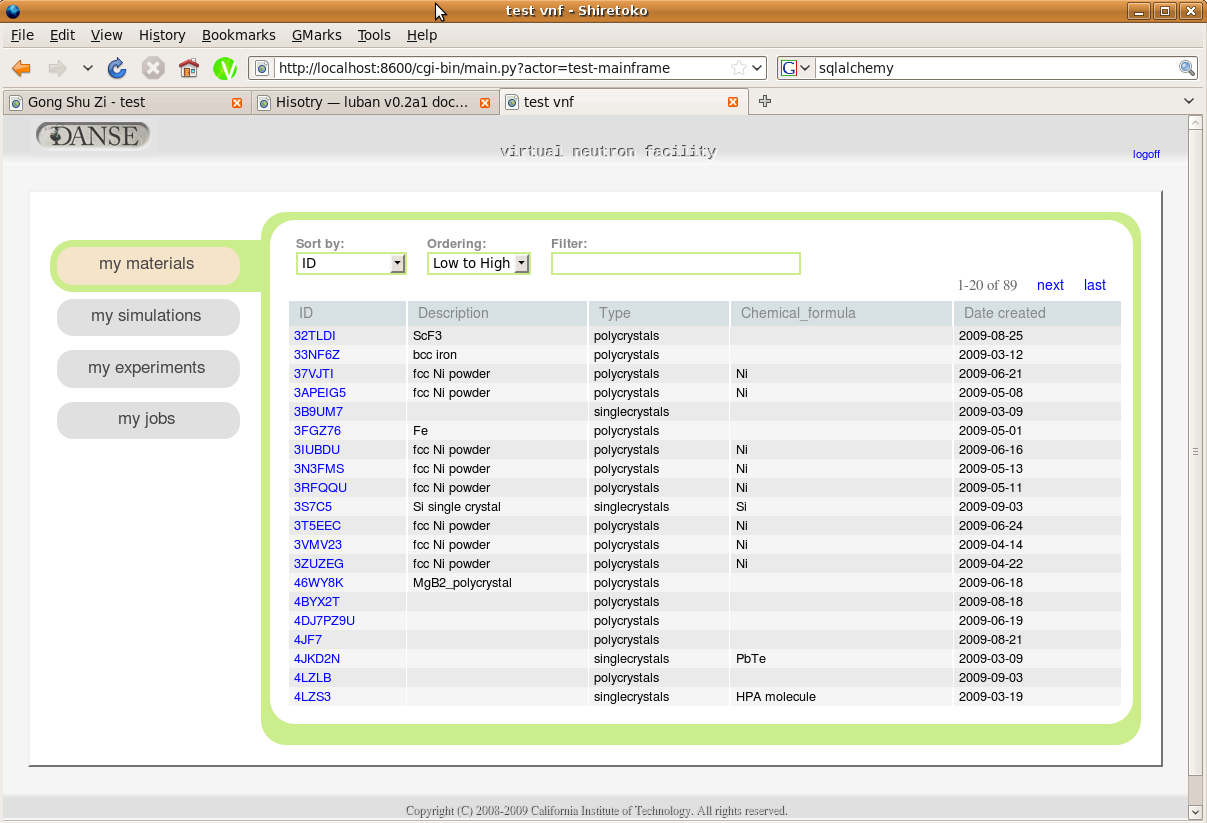 test vnf - Shiretoko
File Edit View History Bookmarks GMarks Tools Help
http://localhost:8600/cgi-bin/main.py?actor=test-mainframe G sqlalchemy
Gong Shu Zi - test Hisotry — luban v0.2a1 doc... test vnf
DANSE
virtual neutron facility
logoff
my materials
my simulations
my experiments
my jobs
Sort by: Ordering: Filter:
ID Low to High
1-20 of 89 next last
ID Description Type Chemical_formula Date created
32TLDI ScF3 polycrystals 2009-08-25
33NF6Z bcc iron polycrystals 2009-03-12
37VJTI fcc Ni powder polycrystals Ni 2009-06-21
3APEIG5 fcc Ni powder polycrystals Ni 2009-05-08
3B9UM7 singlecrystals 2009-03-09
3FGZ76 Fe polycrystals 2009-05-01
3IUBDU fcc Ni powder polycrystals Ni 2009-06-16
3N3FMS fcc Ni powder polycrystals Ni 2009-05-13
3RFQQU fcc Ni powder polycrystals Ni 2009-05-11
3S7C5 Si single crystal singlecrystals Si 2009-09-03
3T5EEC fcc Ni powder polycrystals Ni 2009-06-24
3VMV23 fcc Ni powder polycrystals Ni 2009-04-14
3ZUZEG fcc Ni powder polycrystals Ni 2009-04-22
46WY8K MgB2_polycrystal polycrystals 2009-06-18
4BYX2T polycrystals 2009-08-18
4DJ7PZ9U polycrystals 2009-06-19
4JF7 polycrystals 2009-08-21
4JKD2N singlecrystals PbTe 2009-03-09
4LZLB polycrystals 2009-09-03
4LZS3 singlecrystals HPA molecule 2009-03-19
Copyright (C) 2008-2009 California Institute of Technology. All rights reserved.